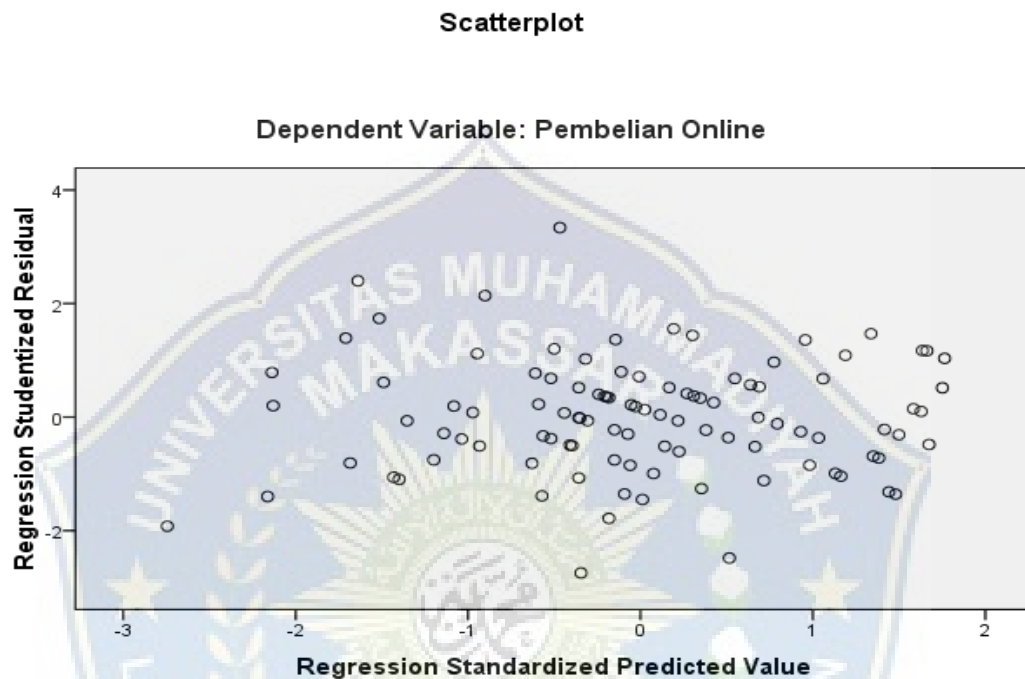 Scatterplot
Dependent Variable: Pembelian Online
Regression Studentized Residual
4
2
0
-2
-3
-2
-1
0
1
2
Regression Standardized Predicted Value
UNIVERSITAS MUHAMMADIYAH
MAKASSAR